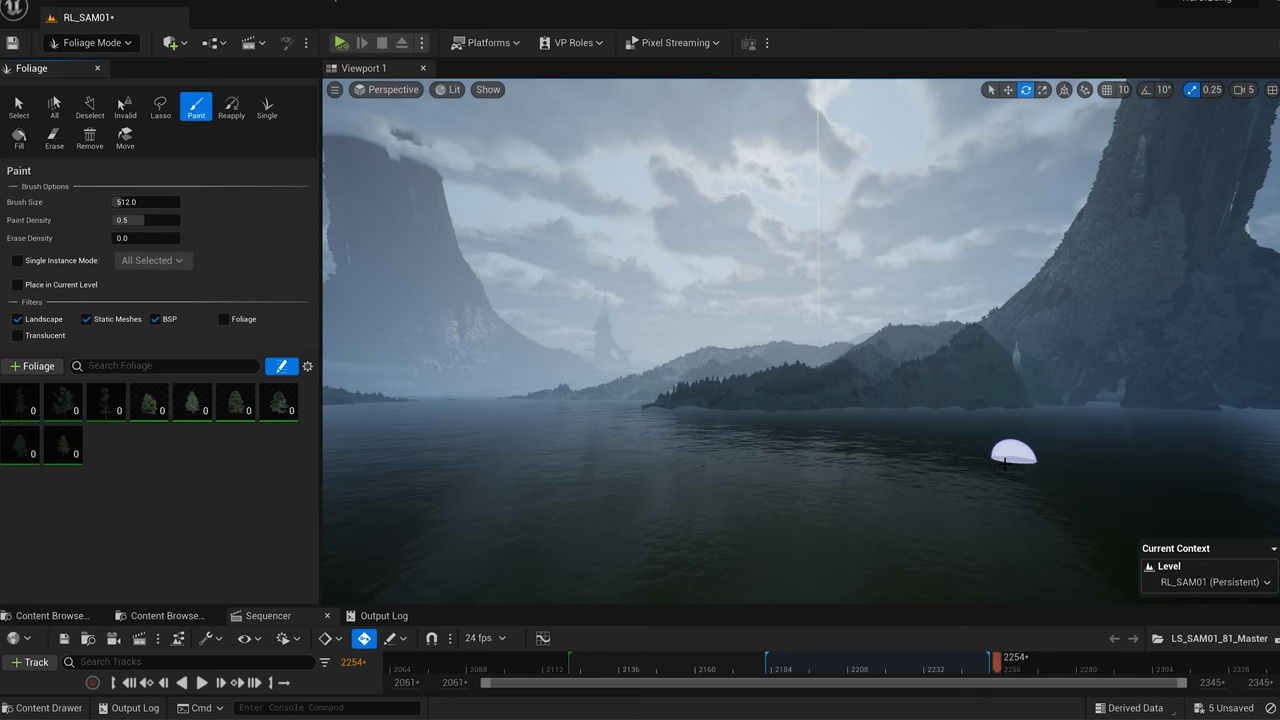 RL_SAM01*
Foliage Mode
Platforms
VP Roles
Pixel Streaming
Foliage
Viewport 1
Perspective
Lit
Show
10
10°
0.25
5
Select
All
Deselect
Invalid
Lasso
Paint
Reapply
Single
Fill
Erase
Remove
Move
Paint
Brush Options
Brush Size
512.0
Paint Density
0.5
Erase Density
0.0
Single Instance Mode:
All Selected
Place in Current Level
Filters
Landscape
Static Meshes
BSP
Foliage
Translucent
+ Foliage
Search Foliage
0
0
0
0
0
0
0
0
0
Current Context
Level
RL_SAM01 (Persistent)
Content Browse...
Content Browse...
Sequencer
Output Log
24 fps
LS_SAM01_81_Master
+ Track
Search Tracks
2254*
2064
2088
2112
2136
2160
2184
2208
2232
2254*
2256
2280
2304
2328
2061*
2061*
2345*
2345*
Content Drawer
Output Log
Cmd
Enter Console Command
Derived Data
5 Unsaved